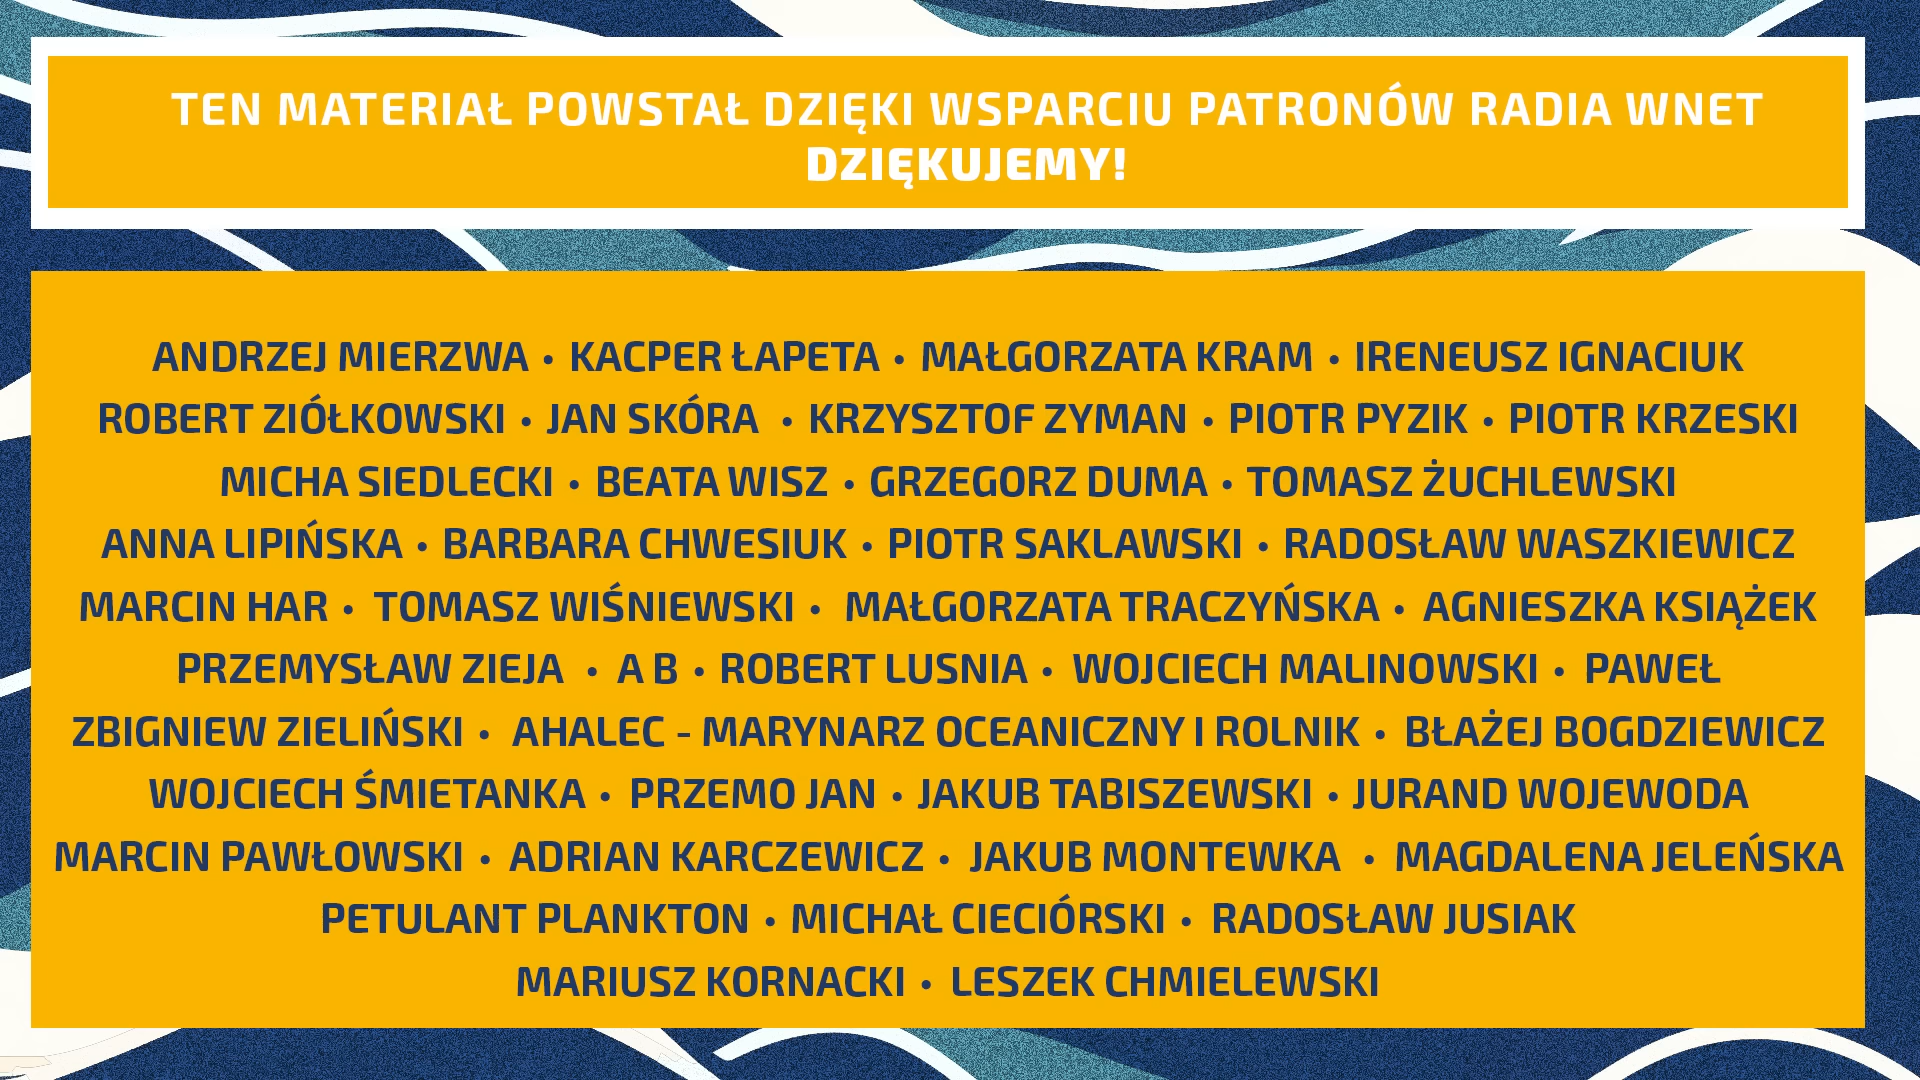 TEN MATERIAŁ POWSTAŁ DZIĘKI WSPARCIU PATRONÓW RADIA WNET
DZIĘKUJEMY!
ANDRZEJ MIERZWA • KACPER ŁAPETA • MAŁGORZATA KRAM • IRENEUSZ IGNACIUK
ROBERT ZIÓŁKOWSKI • JAN SKÓRA • KRZYSZTOF ZYMAN • PIOTR PYZIK • PIOTR KRZESKI
MICHA SIEDLECKI • BEATA WISZ • GRZEGORZ DUMA • TOMASZ ŻUCHLEWSKI
ANNA LIPIŃSKA • BARBARA CHWESIUK • PIOTR SAKLAWSKI • RADOSŁAW WASZKIEWICZ
MARCIN HAR • TOMASZ WIŚNIEWSKI • MAŁGORZATA TRACZYŃSKA • AGNIESZKA KSIĄŻEK
PRZEMYSŁAW ZIEJA • A B • ROBERT LUSNIA • WOJCIECH MALINOWSKI • PAWEŁ
ZBIGNIEW ZIELIŃSKI • AHALEC - MARYNARZ OCEANICZNY I ROLNIK • BŁAŻEJ BOGDZIEWICZ
WOJCIECH ŚMIETANKA • PRZEMO JAN • JAKUB TABISZEWSKI • JURAND WOJEWODA
MARCIN PAWŁOWSKI • ADRIAN KARCZEWICZ • JAKUB MONTEWKA • MAGDALENA JELEŃSKA
PETULANT PLANKTON • MICHAŁ CIECIÓRSKI • RADOSŁAW JUSIAK
MARIUSZ KORNACKI • LESZEK CHMIELEWSKI